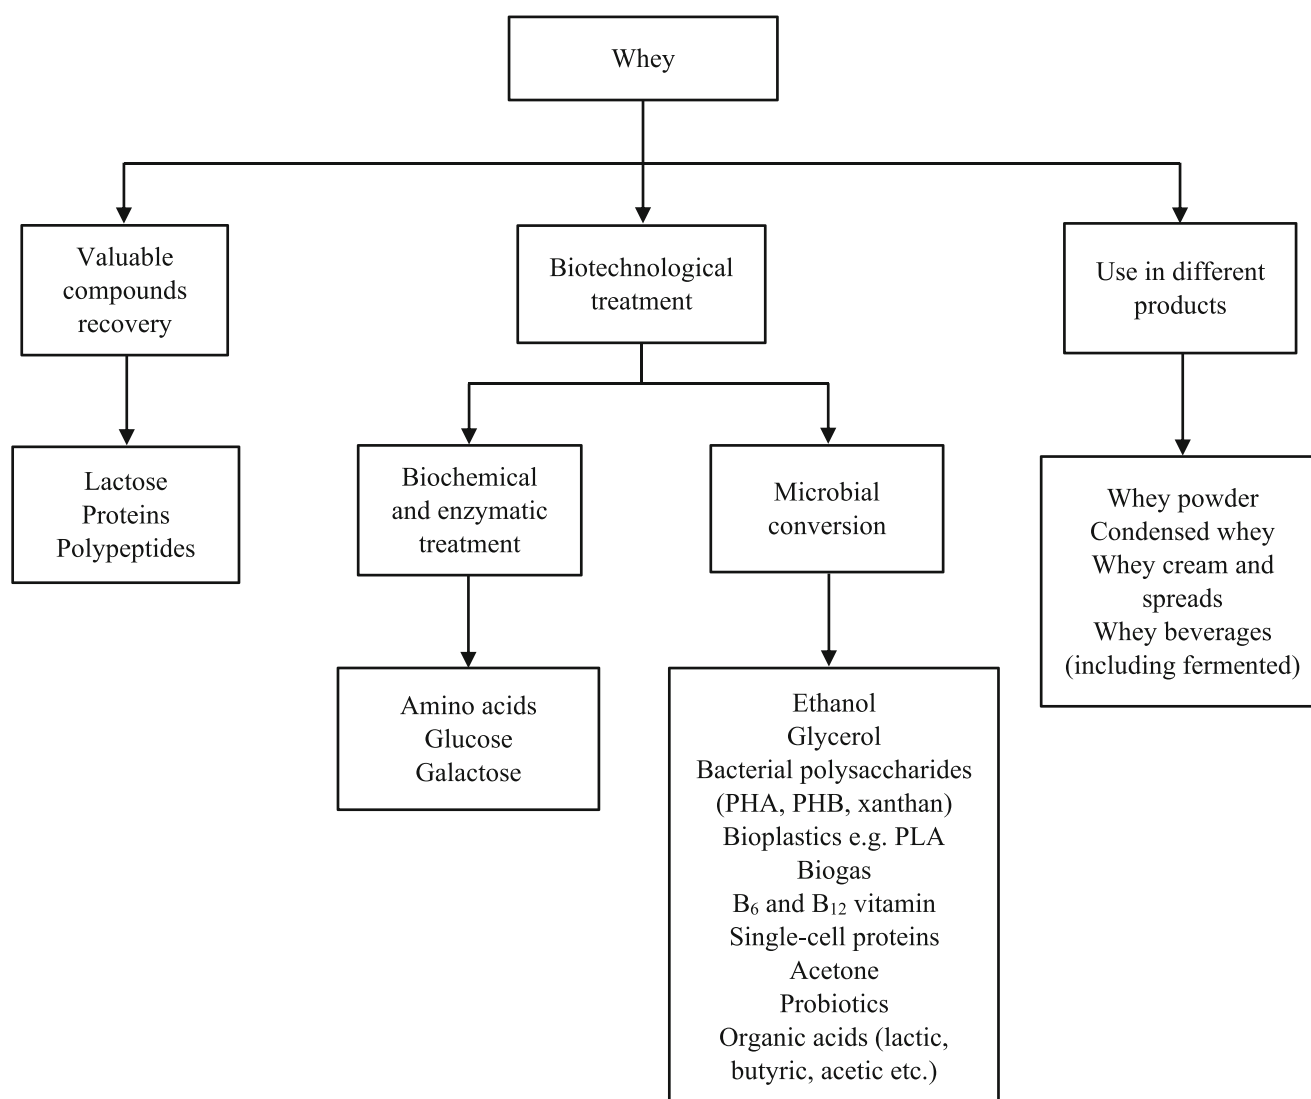 Whey
Valuable
compounds
recovery
Biotechnological
treatment
Use in different
products
Lactose
Proteins
Polypeptides
Biochemical
and enzymatic
treatment
Microbial
conversion
Whey powder
Condensed whey
Whey cream and
spreads
Whey beverages
(including fermented)
Amino acids
Glucose
Galactose
Ethanol
Glycerol
Bacterial polysaccharides
(PHA, PHB, xanthan)
Bioplastics e.g. PLA
Biogas
B₆ and B₁₂ vitamin
Single-cell proteins
Acetone
Probiotics
Organic acids (lactic,
butyric, acetic etc.)